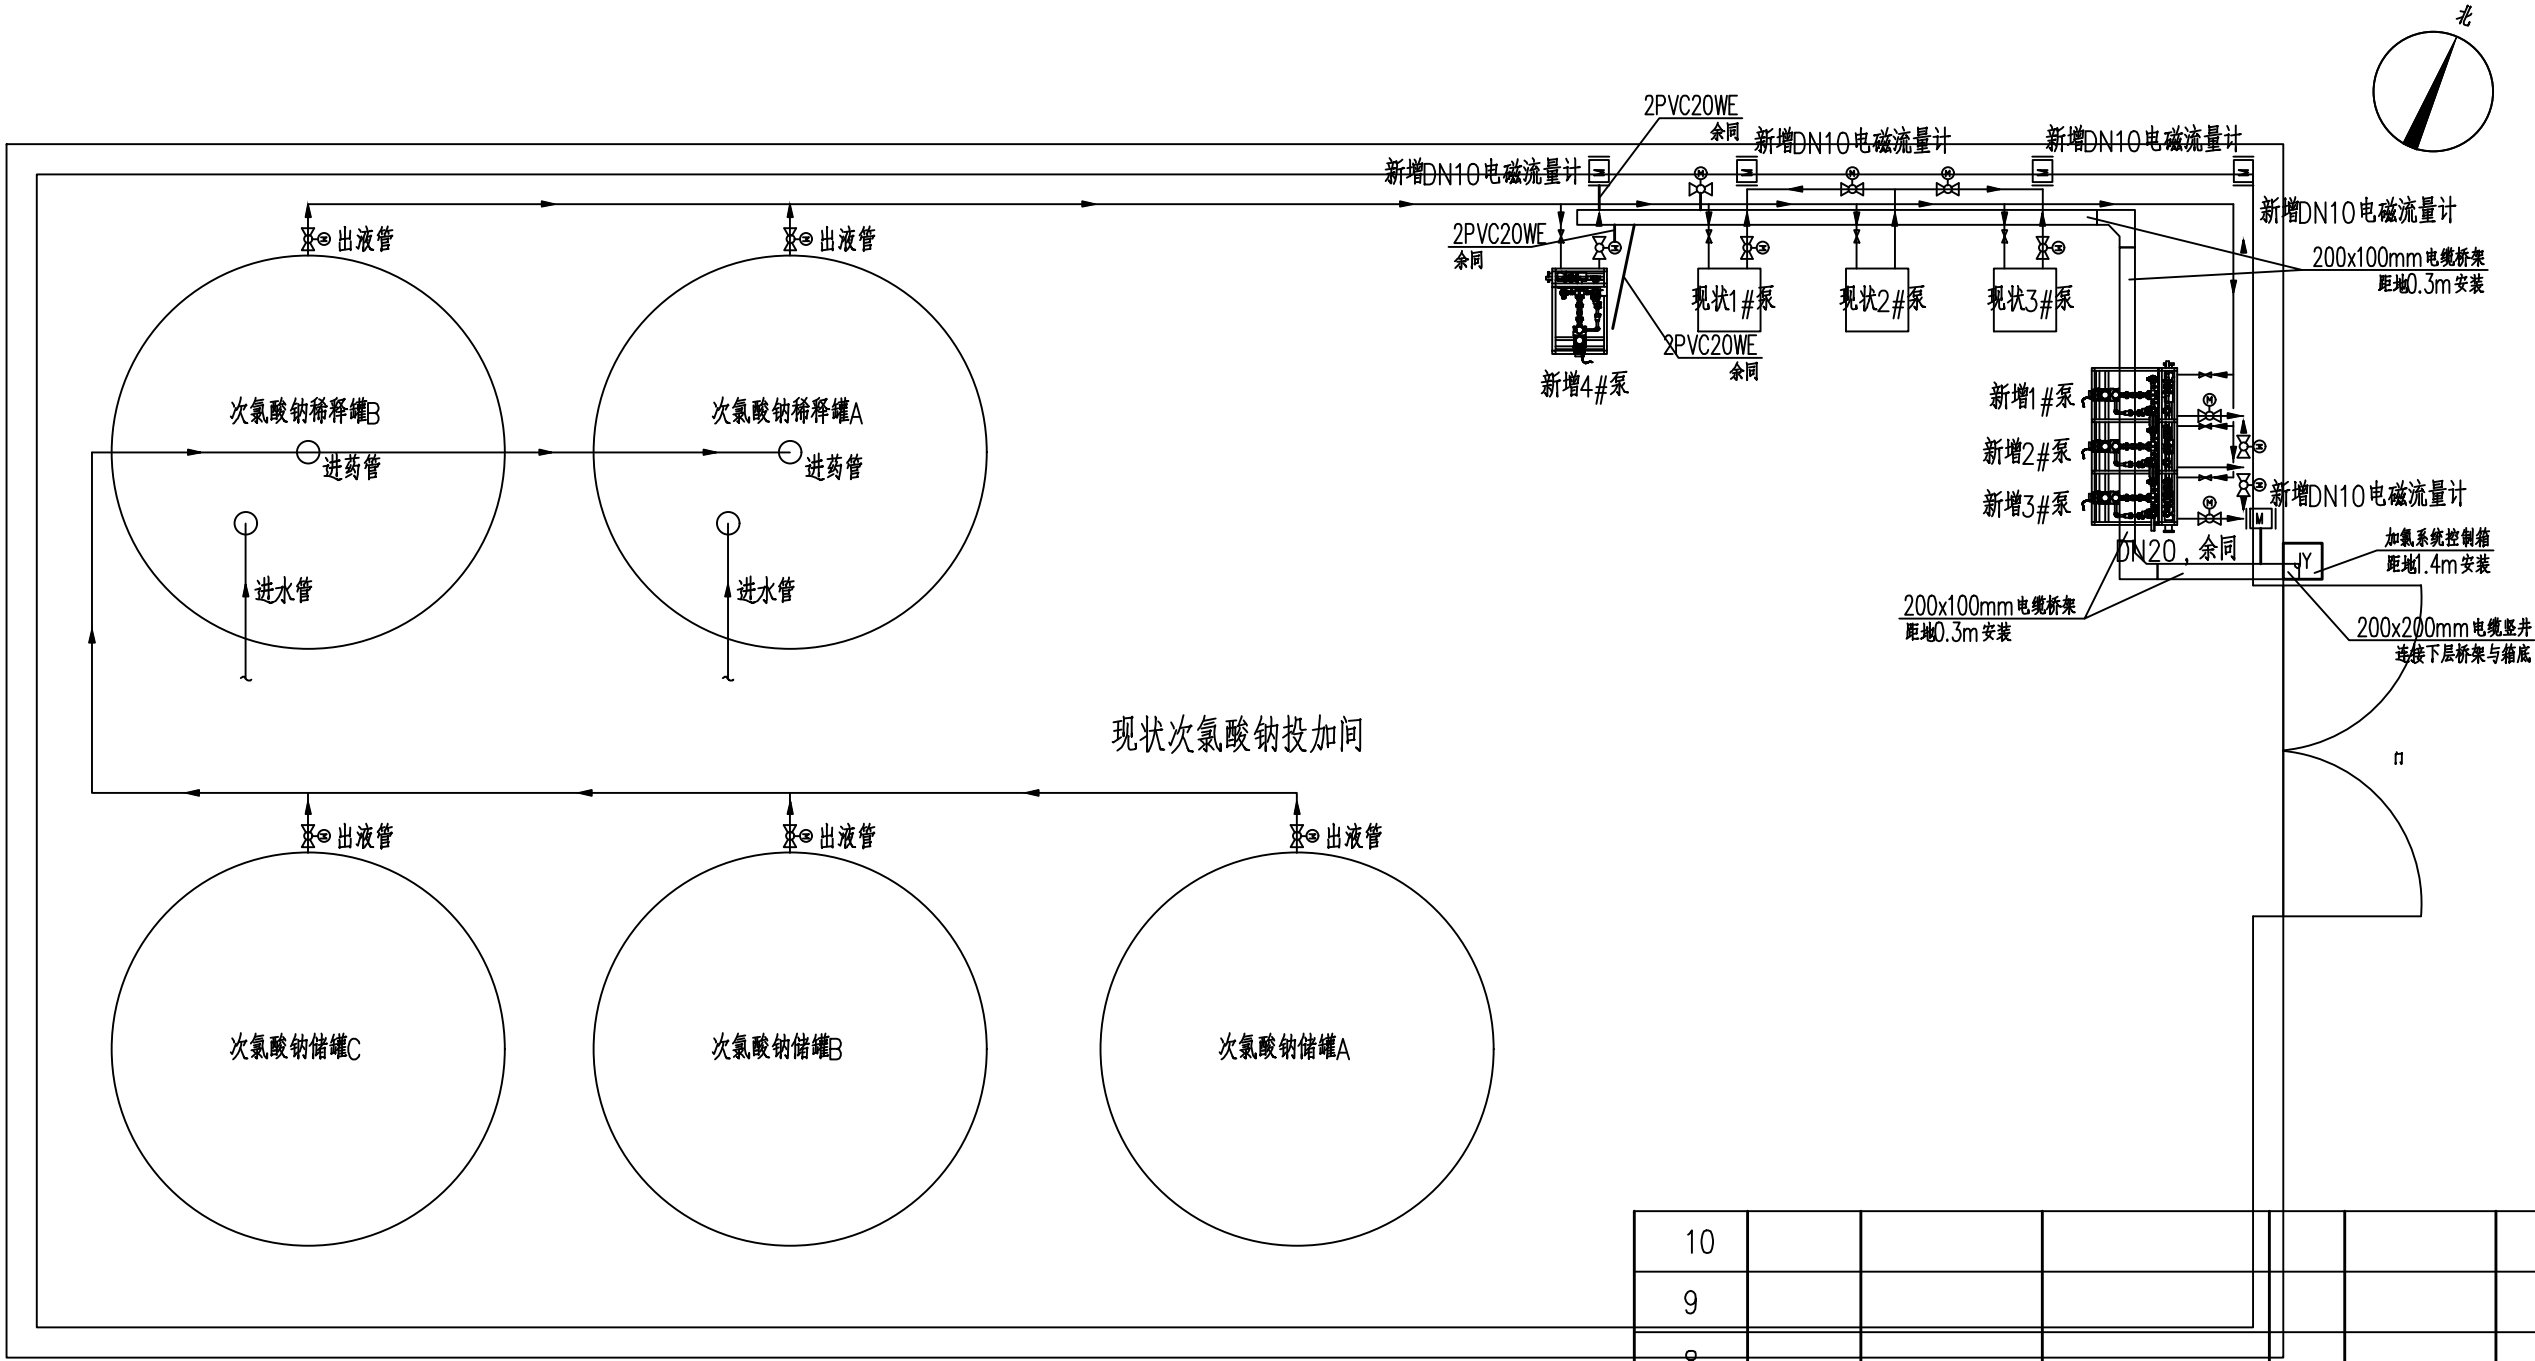 北
2PVC20WE
余同
新增DN10电磁流量计
新增DN10电磁流量计
新增DN10电磁流量计
新增DN10电磁流量计
出液管
出液管
2PVC20WE
余同
200x100mm电缆桥架
距地0.3m安装
现状1#泵
现状2#泵
现状3#泵
2PVC20WE
余同
新增4#泵
新增1#泵
次氯酸钠稀释罐B
次氯酸钠稀释罐A
新增2#泵
进药管
进药管
新增3#泵
新增DN10电磁流量计
M
DN20,余同
JY
加氯系统控制箱
距地1.4m安装
进水管
进水管
200x100mm电缆桥架
距地0.3m安装
200x200mm电缆竖井
连接下层桥架与箱底
现状次氯酸钠投加间
门
出液管
出液管
出液管
次氯酸钠储罐C
次氯酸钠储罐B
次氯酸钠储罐A
10
9